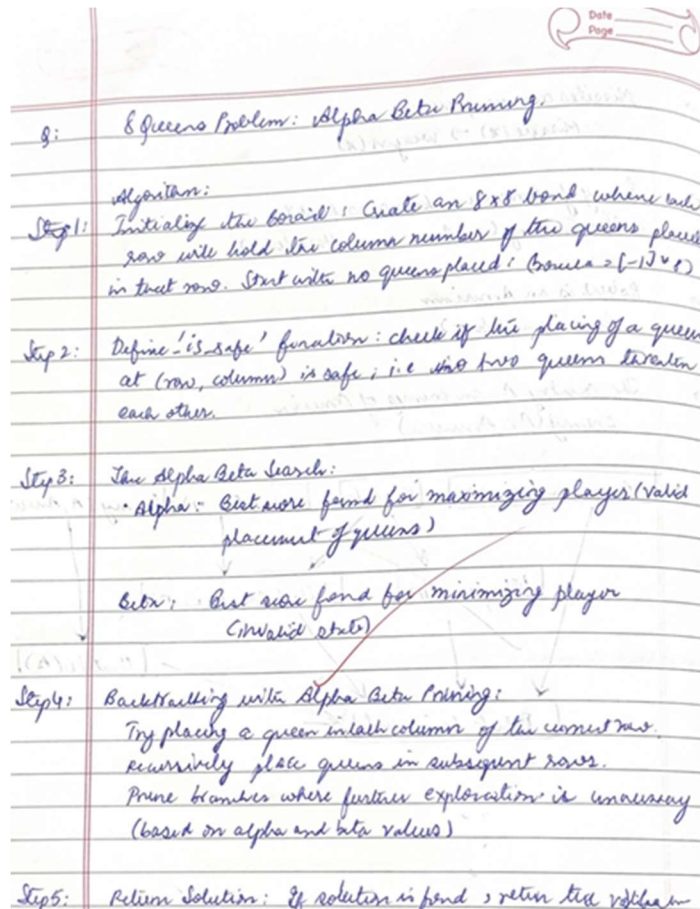 Date
Page
Q: 8 Queens Problem: Alpha Beta Pruning.
Algorithm:
Step 1: Initialize the board: Create an 8x8 board where each
row will hold the column number of the queens placed
in that row. Start with no queens placed: (board = [-1] * 8)
Step 2: Define 'is_safe' function: check if the placing of a queen
at (row, column) is safe, i.e no two queens threaten
each other.
Step 3: The Alpha Beta Search:
• Alpha: Best move found for maximizing player (valid
placement of queens)
Beta: Best move fond for minimizing player
(invalid state)
Step 4: Backtracking with Alpha Beta Pruning:
Try placing a queen in each column of the current row.
recursively place queens in subsequent rows.
Prune branches where further exploration is unnecessary
(based on alpha and beta values)
Step 5: Return Solution: If solution is fond, return the